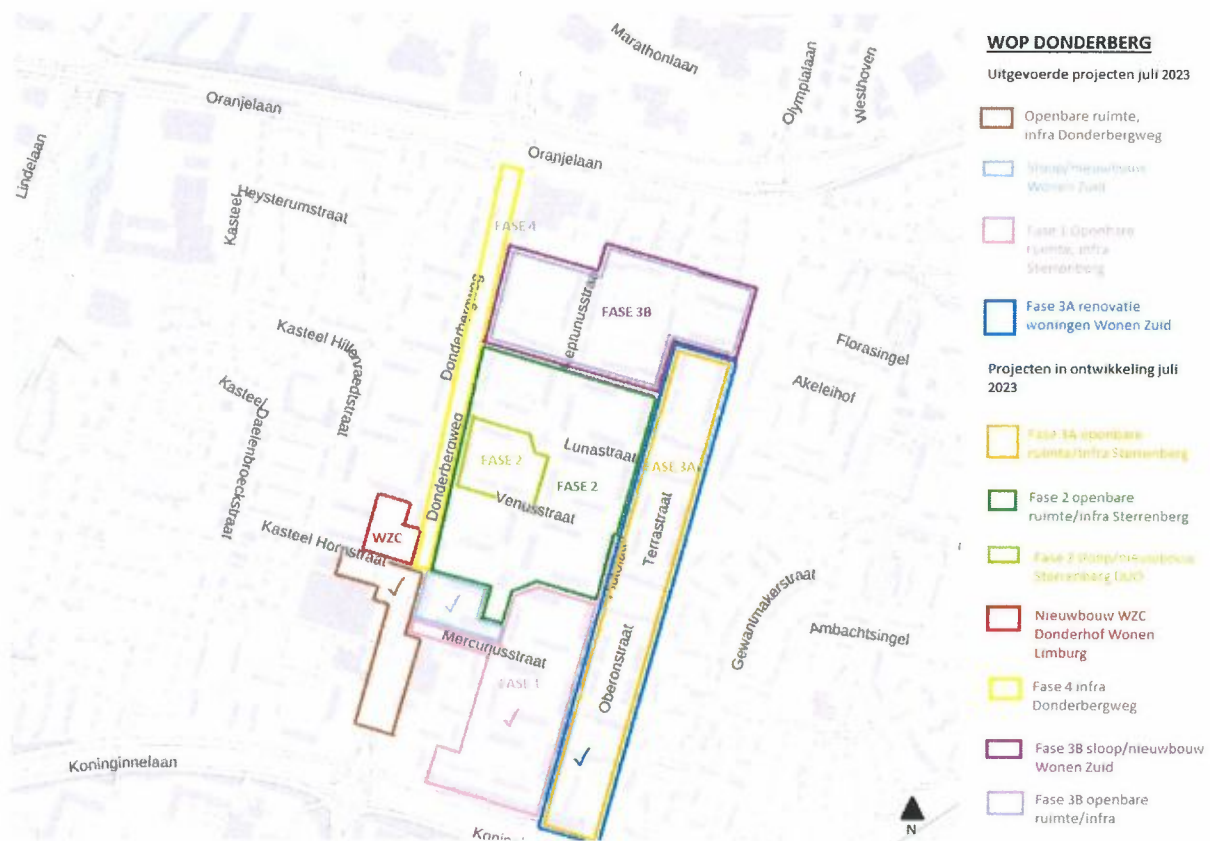 WOP DONDERBERG
Uitgevoerde projecten juli 2023
Openbare ruimte,
infra Donderbergweg
Sloop/nieuwbouw
Wonen Zuid
Fase 1 Openbare
ruimte, infra
Sterrenberg
Fase 3A renovatie
woningen Wonen Zuid
Projecten in ontwikkeling juli
2023
Fase 3A openbare
ruimte/infra Sterrenberg
Fase 2 openbare
ruimte/infra Sterrenberg
Fase 2 sloop/nieuwbouw
Sterrenberg
Nieuwbouw WZC
Donderhof Wonen
Limburg
Fase 4 infra
Donderbergweg
Fase 3B sloop/nieuwbouw
Wonen Zuid
Fase 3B openbare
ruimte/infra
Marathonlaan
Olympialaan
Westhoven
Oranjelaan
Lindelaan
Oranjelaan
Kasteel
Heysterumstraat
FASE 4
Donderbergweg
eptunusstraat
FASE 3B
Kasteel Hillenraedtstraat
Florasingel
Akeleihof
Kasteel
Daelenbroeckstraat
Donderbergweg
FASE 2
Lunastraat
FASE 2
Venusstraat
FASE 3A
Terrastraat
WZC
Kasteel Hornstraat
Mercuriusstraat
FASE 1
Oberonstraat
Gewantmakerstraat
Ambachtsingel
Koninginnelaan
Konin
N